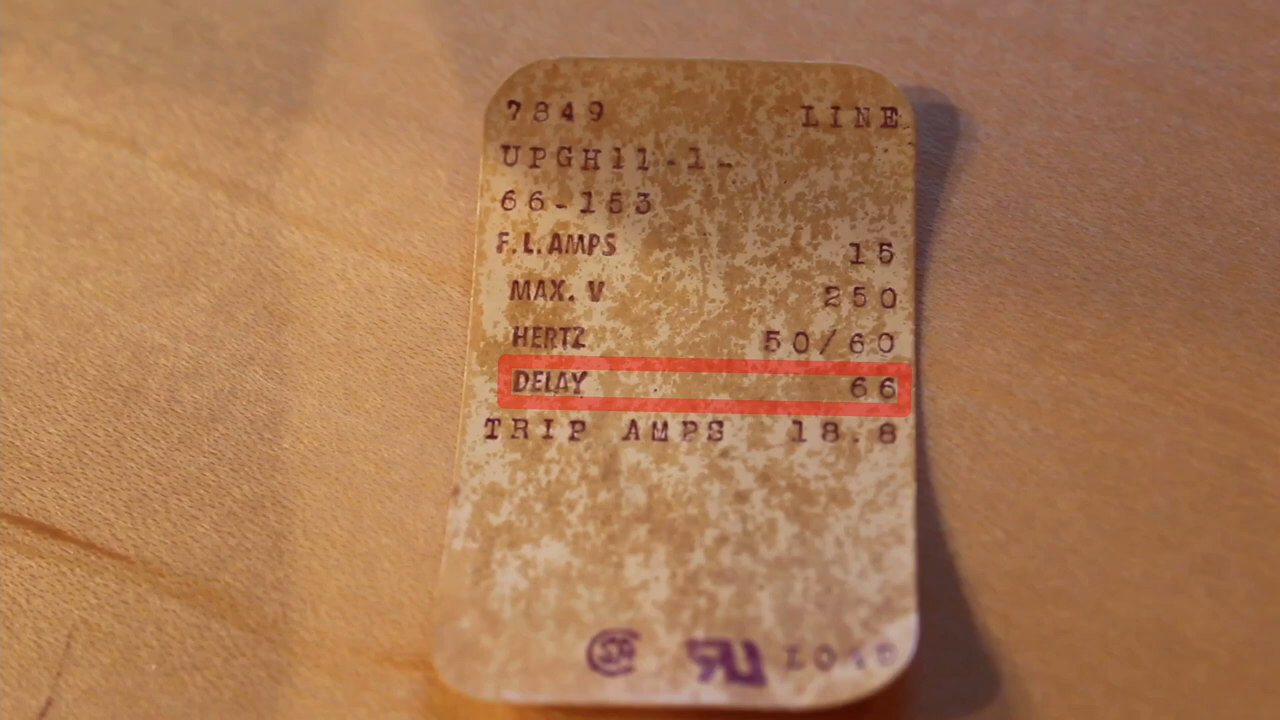 7849 LINE
UPGH11-1-
66-153
F.L.AMPS 15
MAX. V 250
HERTZ 50/60
DELAY 66
TRIP AMPS 18.8
LOAD